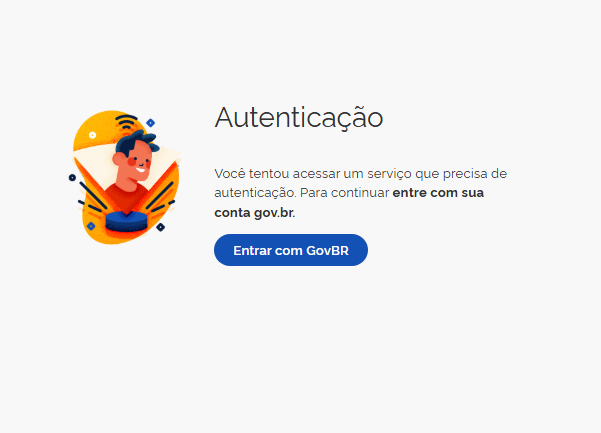 Autenticação
Você tentou acessar um serviço que precisa de
autenticação. Para continuar entre com sua
conta gov.br.
Entrar com GovBR